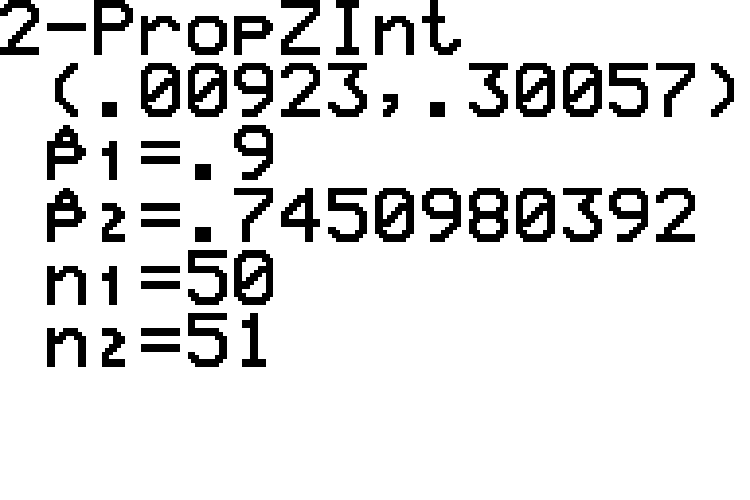 2-PropZInt
(.00923,.30057)
p̂1=.9
p̂2=.7450980392
n1=50
n2=51